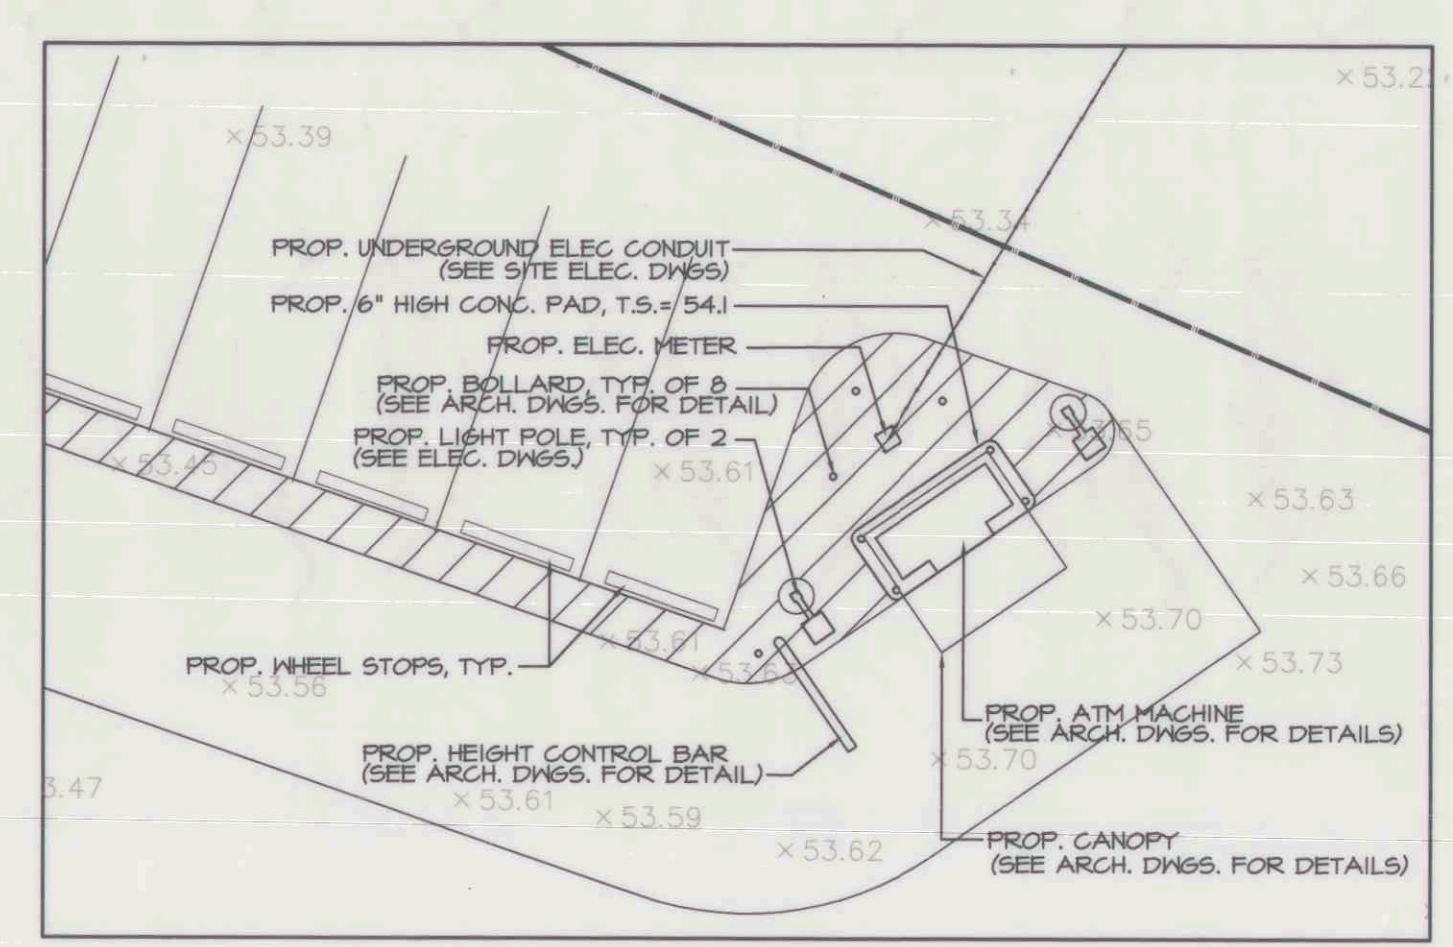 × 53.2
× 53.39
× 53.34
PROP. UNDERGROUND ELEC CONDUIT
(SEE SITE ELEC. DWGS)
PROP. 6" HIGH CONC. PAD, T.S.= 54.1
PROP. ELEC. METER
PROP. BOLLARD, TYP. OF 8
(SEE ARCH. DWGS. FOR DETAIL)
PROP. LIGHT POLE, TYP. OF 2
(SEE ELEC. DWGS.)
× 53.65
× 53.45
× 53.61
× 53.63
× 53.66
× 53.70
× 53.61
× 53.63
× 53.73
PROP. WHEEL STOPS, TYP.
× 53.56
PROP. ATM MACHINE
(SEE ARCH. DWGS. FOR DETAILS)
PROP. HEIGHT CONTROL BAR
(SEE ARCH. DWGS. FOR DETAIL)
× 53.70
3.47
× 53.61
× 53.59
× 53.62
PROP. CANOPY
(SEE ARCH. DWGS. FOR DETAILS)